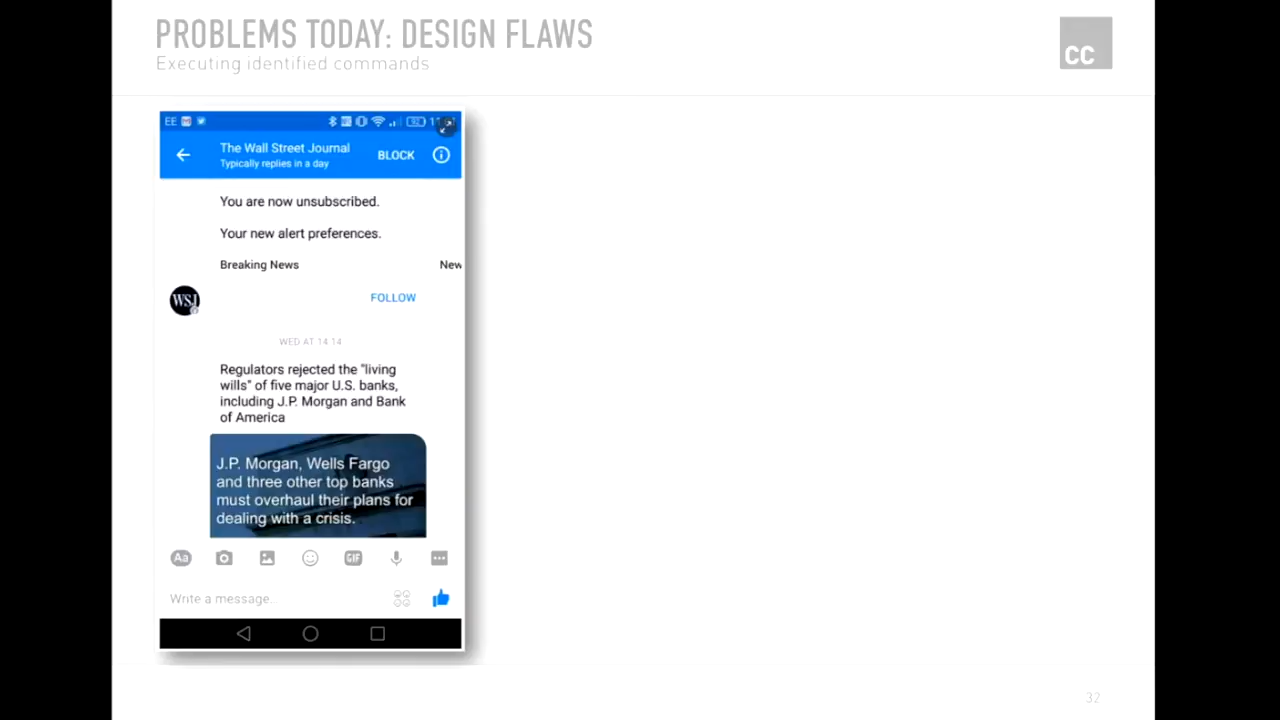 PROBLEMS TODAY: DESIGN FLAWS
Executing identified commands
CC
EE
The Wall Street Journal
Typically replies in a day
BLOCK
You are now unsubscribed.
Your new alert preferences.
Breaking News
New
WSJ
FOLLOW
WED AT 14:14
Regulators rejected the "living
wills" of five major U.S. banks,
including J.P. Morgan and Bank
of America
J.P. Morgan, Wells Fargo
and three other top banks
must overhaul their plans for
dealing with a crisis.
Aa
GIF
Write a message...
32